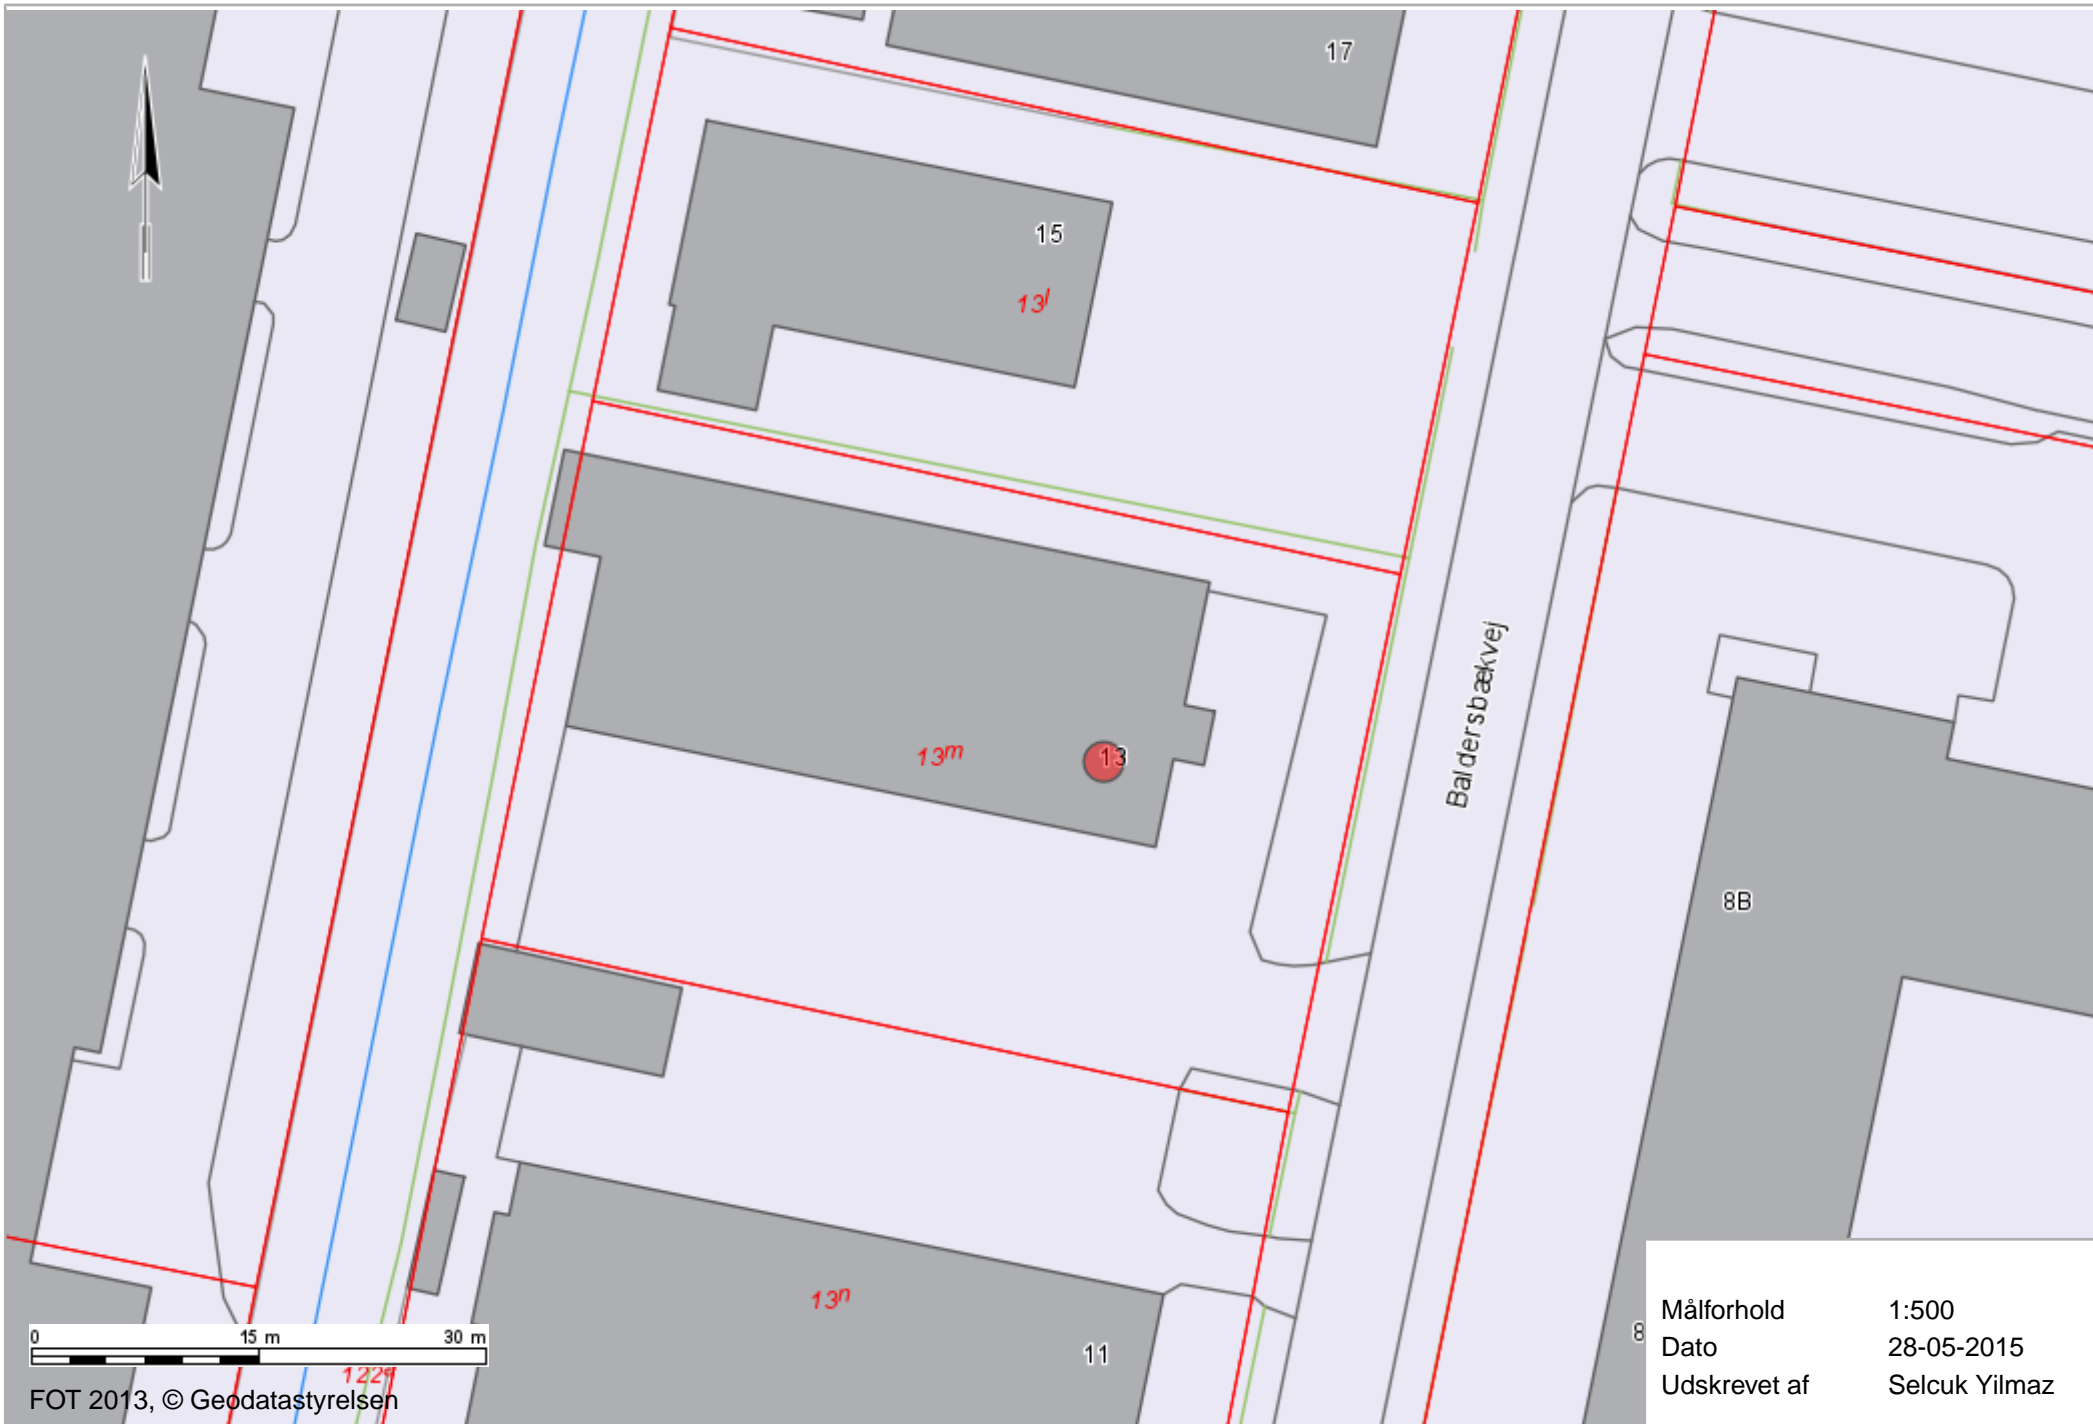 17
15
13l
13m
13
Baldersbækvej
8B
13n
11
8
0 15 m 30 m
FOT 2013, © Geodatastyrelsen
Målforhold 1:500
Dato 28-05-2015
Udskrevet af Selcuk Yilmaz